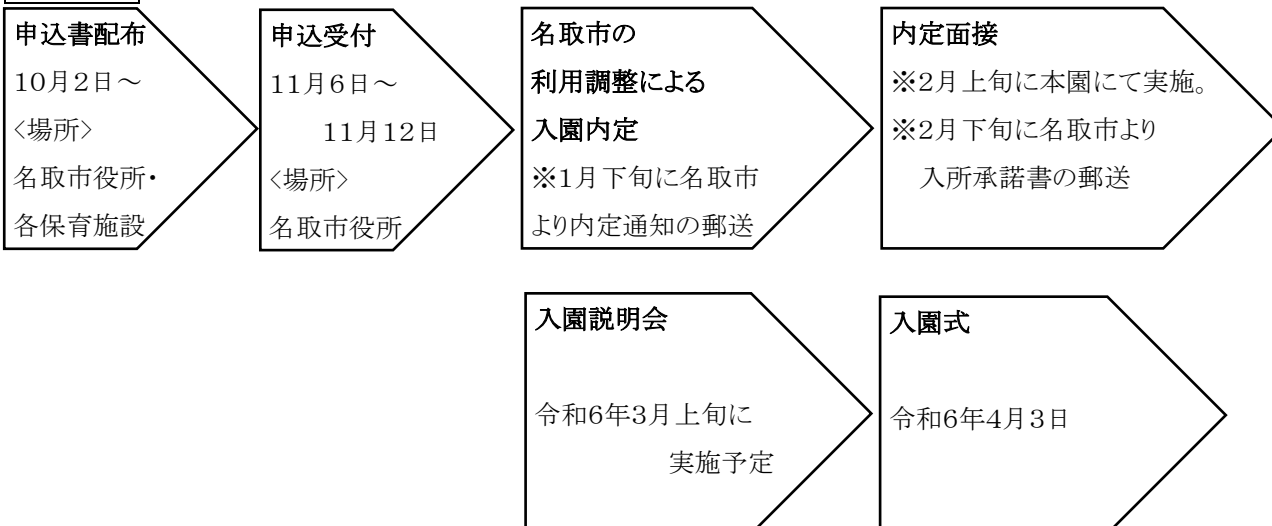 申込書配布
10月2日～
<場所>
名取市役所・
各保育施設
申込受付
11月6日～
11月12日
<場所>
名取市役所
名取市の
利用調整による
入園内定
※1月下旬に名取市
より内定通知の郵送
内定面接
※2月上旬に本園にて実施。
※2月下旬に名取市より
入所承諾書の郵送
入園説明会
令和6年3月上旬に
実施予定
入園式
令和6年4月3日